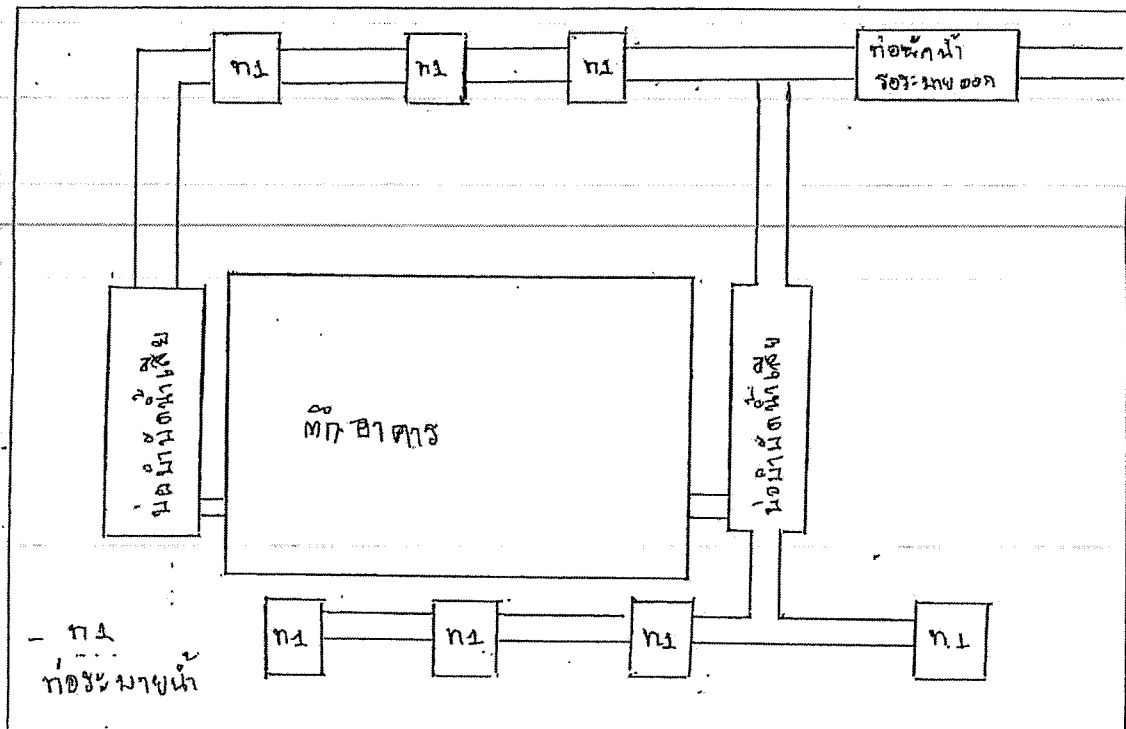 ท1
ท1
ท1
ท่อพักน้ำ
รอระบายออก
บ่อบำบัดน้ำเสีย
ตึกอาคาร
บ่อบำบัดน้ำเสีย
ท1
ท1
ท1
ท1
- ท1
ท่อระบายน้ำ